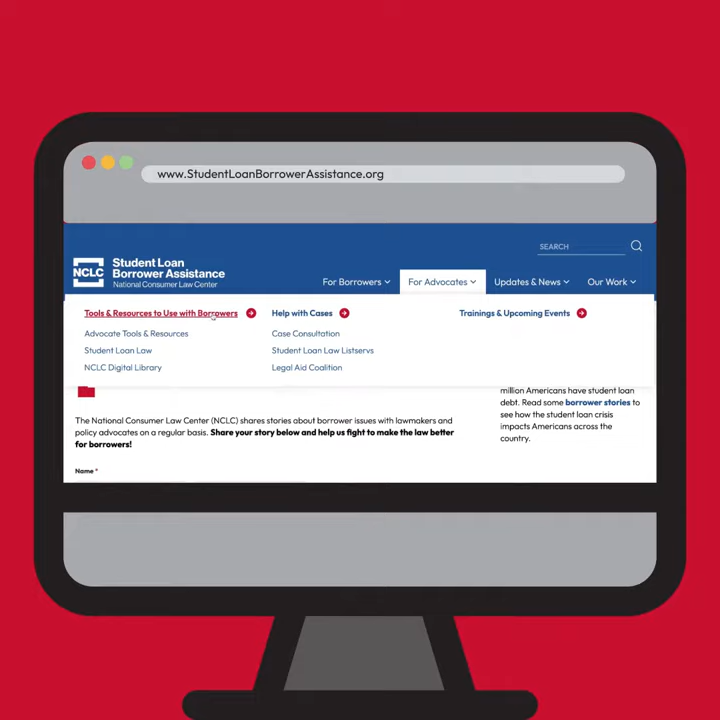 www.StudentLoanBorrowerAssistance.org
SEARCH
NCLC
Student Loan
Borrower Assistance
National Consumer Law Center
For Borrowers
For Advocates
Updates & News
Our Work
Tools & Resources to Use with Borrowers
Help with Cases
Trainings & Upcoming Events
Advocate Tools & Resources
Case Consultation
Student Loan Law
Student Loan Law Listservs
NCLC Digital Library
Legal Aid Coalition
The National Consumer Law Center (NCLC) shares stories about borrower issues with lawmakers and
policy advocates on a regular basis. Share your story below and help us fight to make the law better
for borrowers!
Name *
million Americans have student loan
debt. Read some borrower stories to
see how the student loan crisis
impacts Americans across the
country.